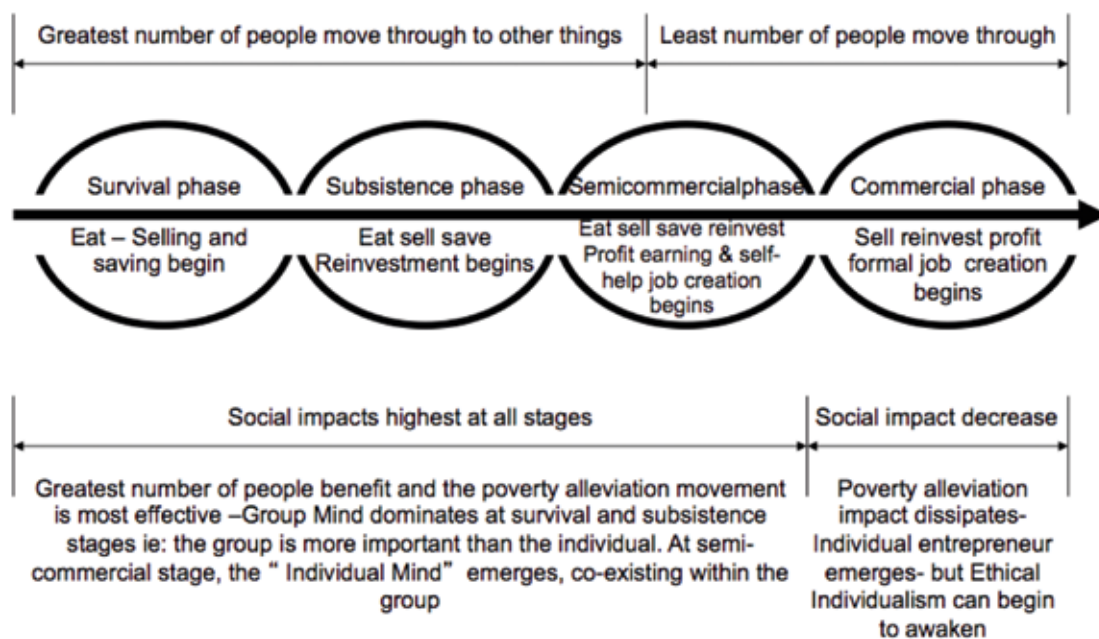 Greatest number of people move through to other things
Least number of people move through
Survival phase
Eat – Selling and
saving begin
Subsistence phase
Eat sell save
Reinvestment begins
Semicommercialphase
Eat sell save reinvest
Profit earning & self-
help job creation
begins
Commercial phase
Sell reinvest profit
formal job creation
begins
Social impacts highest at all stages
Greatest number of people benefit and the poverty alleviation movement
is most effective –Group Mind dominates at survival and subsistence
stages ie: the group is more important than the individual. At semi-
commercial stage, the “ Individual Mind” emerges, co-existing within the
group
Social impact decrease
Poverty alleviation
impact dissipates-
Individual entrepreneur
emerges- but Ethical
Individualism can begin
to awaken